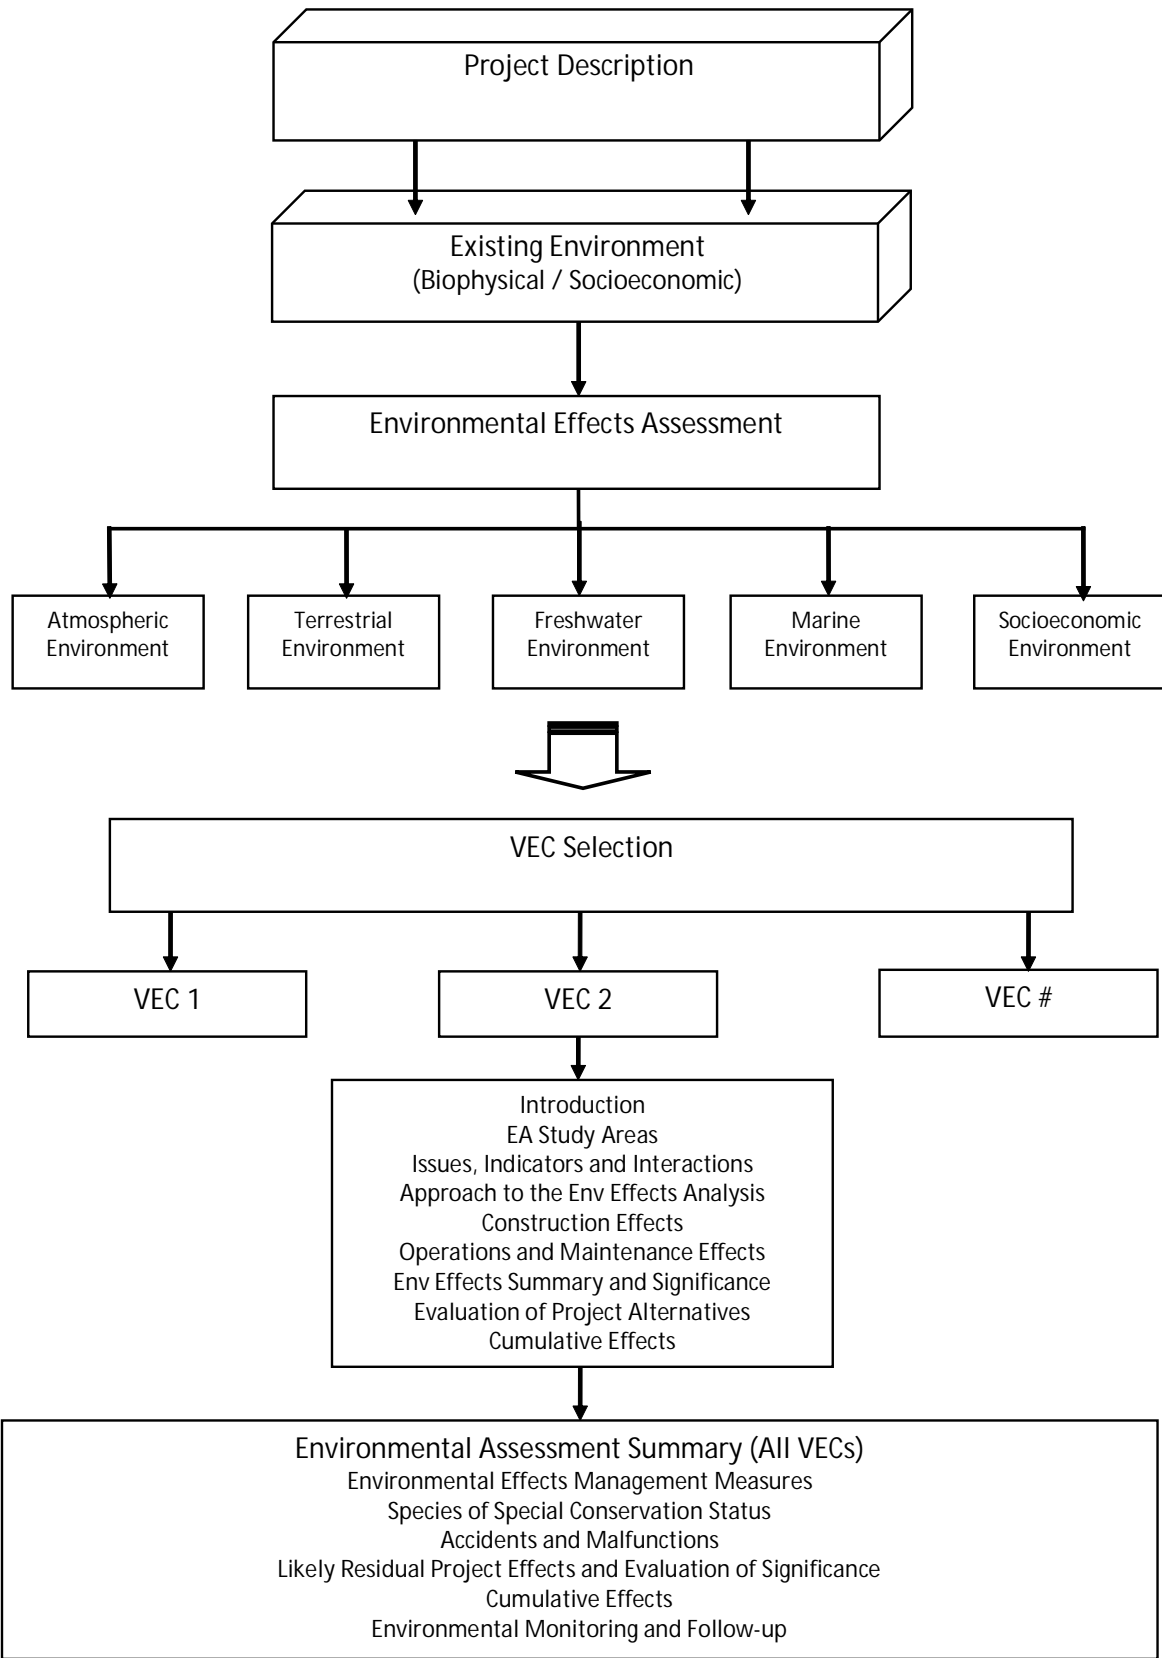 Project Description
Existing Environment
(Biophysical / Socioeconomic)
Environmental Effects Assessment
Atmospheric
Environment
Terrestrial
Environment
Freshwater
Environment
Marine
Environment
Socioeconomic
Environment
VEC Selection
VEC 1
VEC 2
VEC #
Introduction
EA Study Areas
Issues, Indicators and Interactions
Approach to the Env Effects Analysis
Construction Effects
Operations and Maintenance Effects
Env Effects Summary and Significance
Evaluation of Project Alternatives
Cumulative Effects
Environmental Assessment Summary (All VECs)
Environmental Effects Management Measures
Species of Special Conservation Status
Accidents and Malfunctions
Likely Residual Project Effects and Evaluation of Significance
Cumulative Effects
Environmental Monitoring and Follow-up